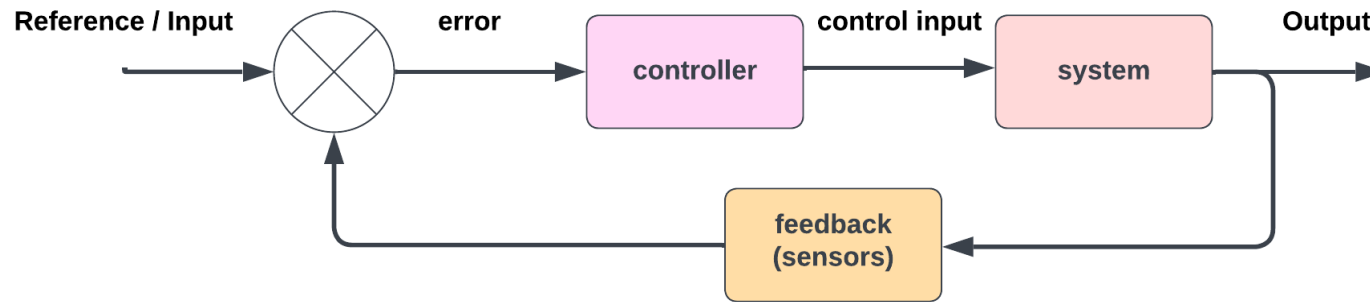 Reference / Input
error
control input
Output
controller
system
feedback
(sensors)